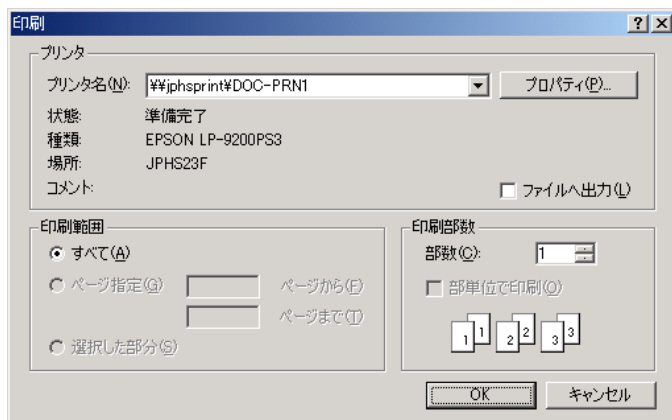 印刷
プリンタ
プリンタ名(N): ¥¥jphsprint¥DOC-PRN1 プロパティ(P)...
状態: 準備完了
種類: EPSON LP-9200PS3
場所: JPHS23F
コメント: ファイルへ出力(L)
印刷範囲
すべて(A)
ページ指定(G) ページから(F)
ページまで(T)
選択した部分(S)
印刷部数
部数(C): 1
部単位で印刷(O)
1 1 2 2 3 3
OK キャンセル